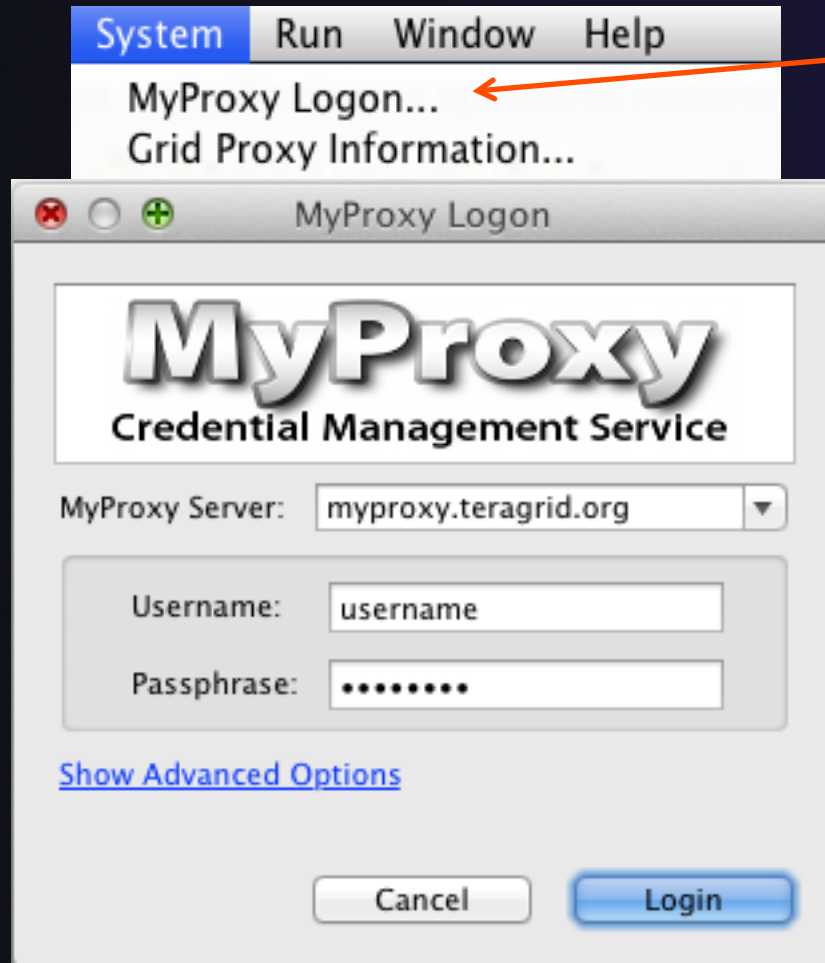 System Run Window Help
MyProxy Logon...
Grid Proxy Information...
MyProxy Logon
MyProxy
Credential Management Service
MyProxy Server: myproxy.teragrid.org
Username: username
Passphrase: ••••••••
Show Advanced Options
Cancel Login